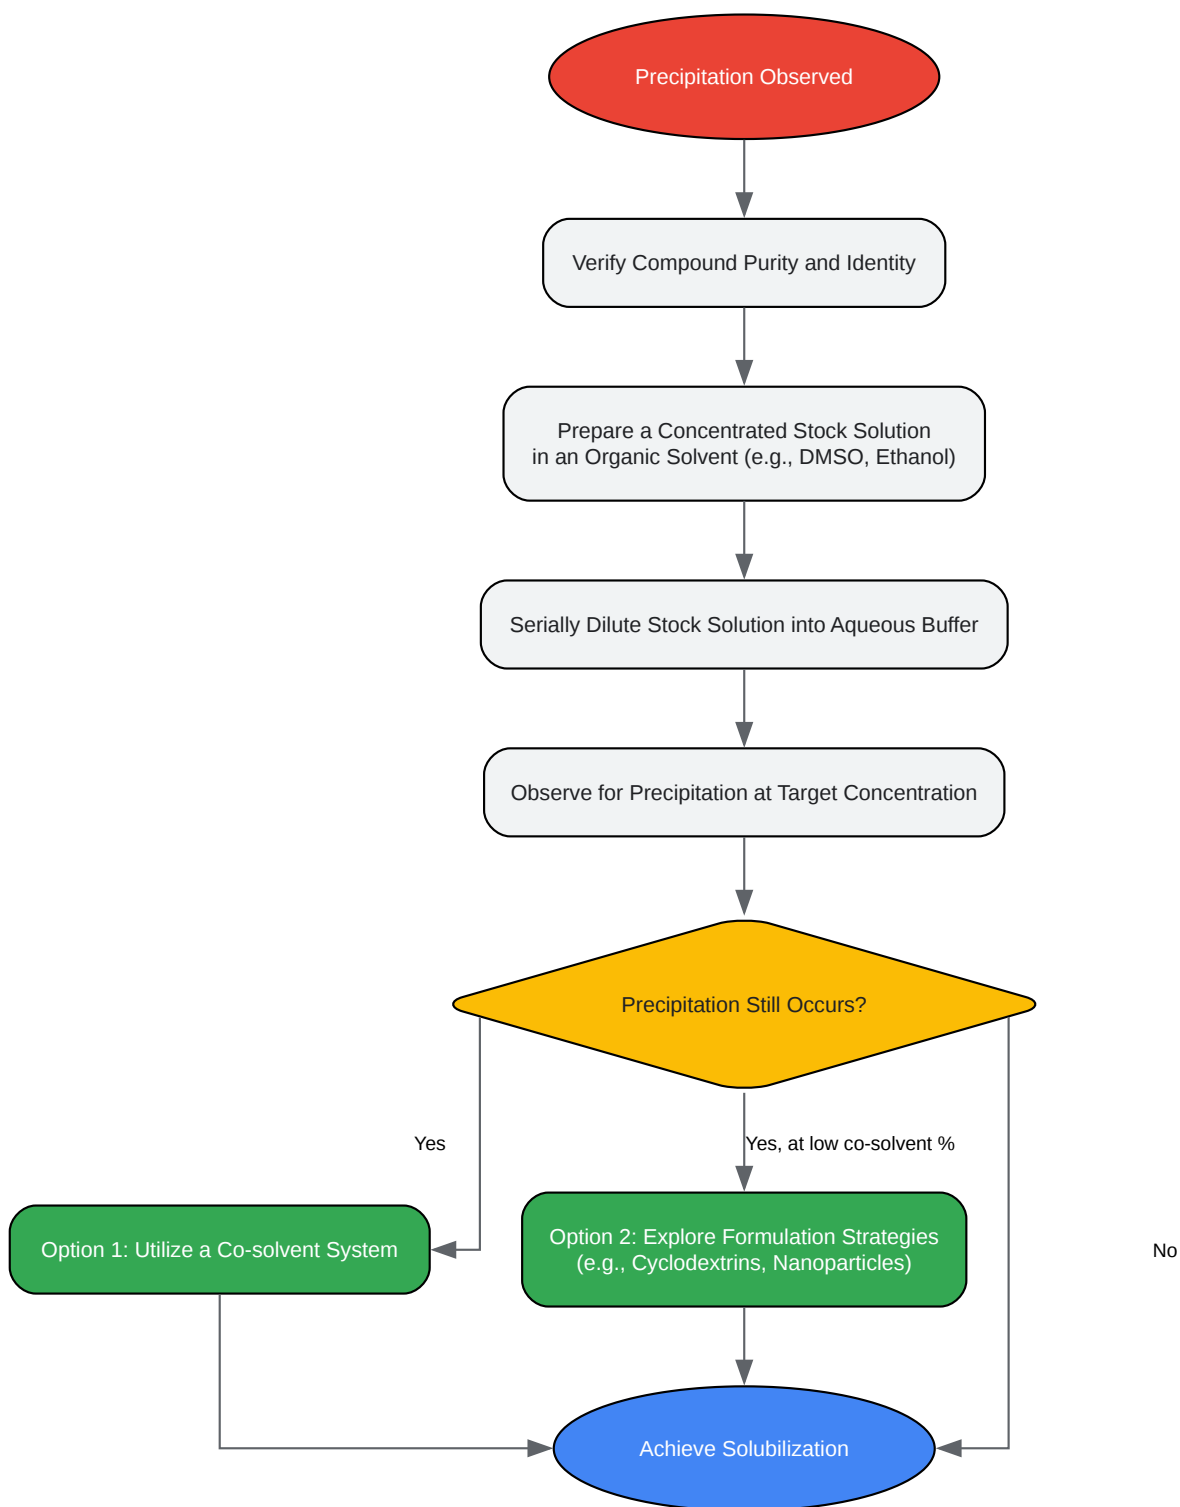 Precipitation Observed
Verify Compound Purity and Identity
Prepare a Concentrated Stock Solution
in an Organic Solvent (e.g., DMSO, Ethanol)
Serially Dilute Stock Solution into Aqueous Buffer
Observe for Precipitation at Target Concentration
Precipitation Still Occurs?
Yes
Yes, at low co-solvent %
Option 1: Utilize a Co-solvent System
Option 2: Explore Formulation Strategies
(e.g., Cyclodextrins, Nanoparticles)
No
Achieve Solubilization